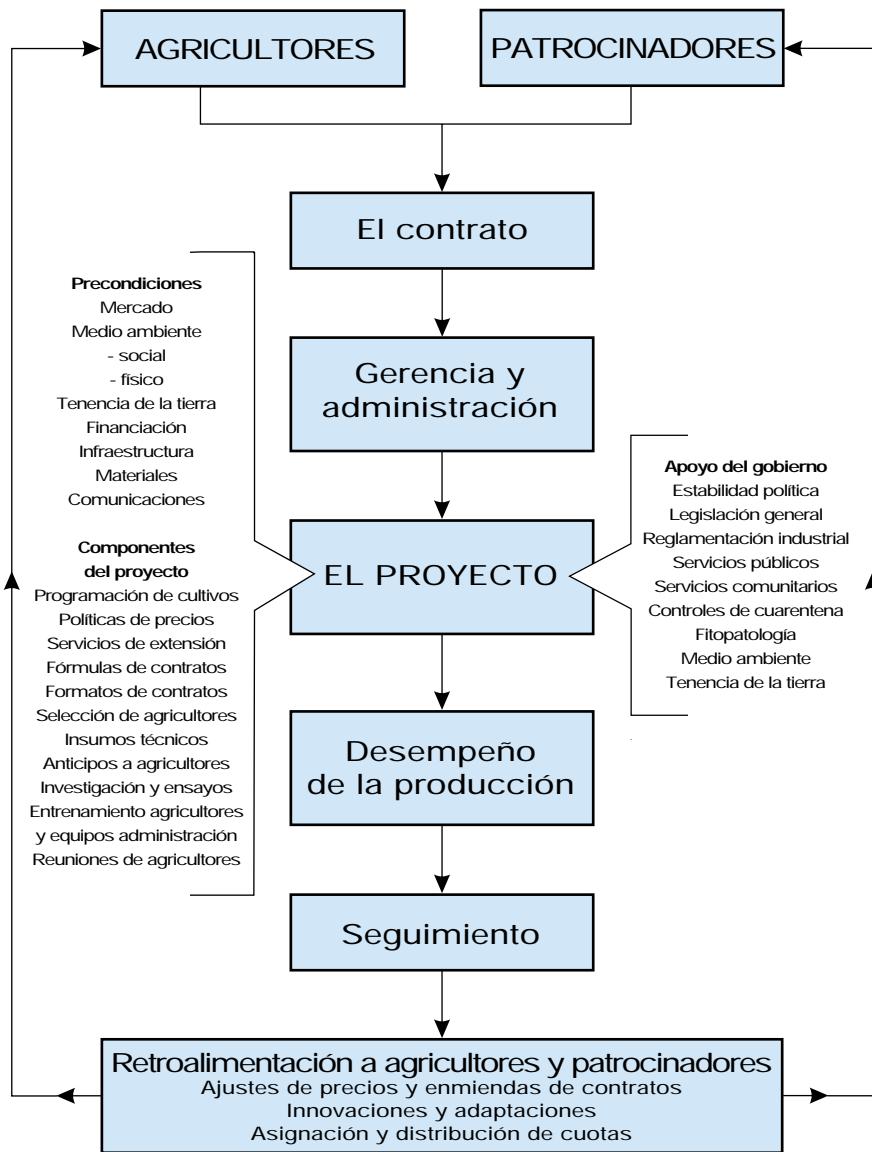 AGRICULTORES
PATROCINADORES
El contrato
Gerencia y
administración
Precondiciones
Mercado
Medio ambiente
- social
- físico
Tenencia de la tierra
Financiación
Infraestructura
Materiales
Comunicaciones
Componentes
del proyecto
Programación de cultivos
Políticas de precios
Servicios de extensión
Fórmulas de contratos
Formatos de contratos
Selección de agricultores
Insumos técnicos
Anticipos a agricultores
Investigación y ensayos
Entrenamiento agricultores
y equipos administración
Reuniones de agricultores
EL PROYECTO
Apoyo del gobierno
Estabilidad política
Legislación general
Reglamentación industrial
Servicios públicos
Servicios comunitarios
Controles de cuarentena
Fitopatología
Medio ambiente
Tenencia de la tierra
Desempeño
de la producción
Seguimiento
Retroalimentación a agricultores y patrocinadores
Ajustes de precios y enmiendas de contratos
Innovaciones y adaptaciones
Asignación y distribución de cuotas